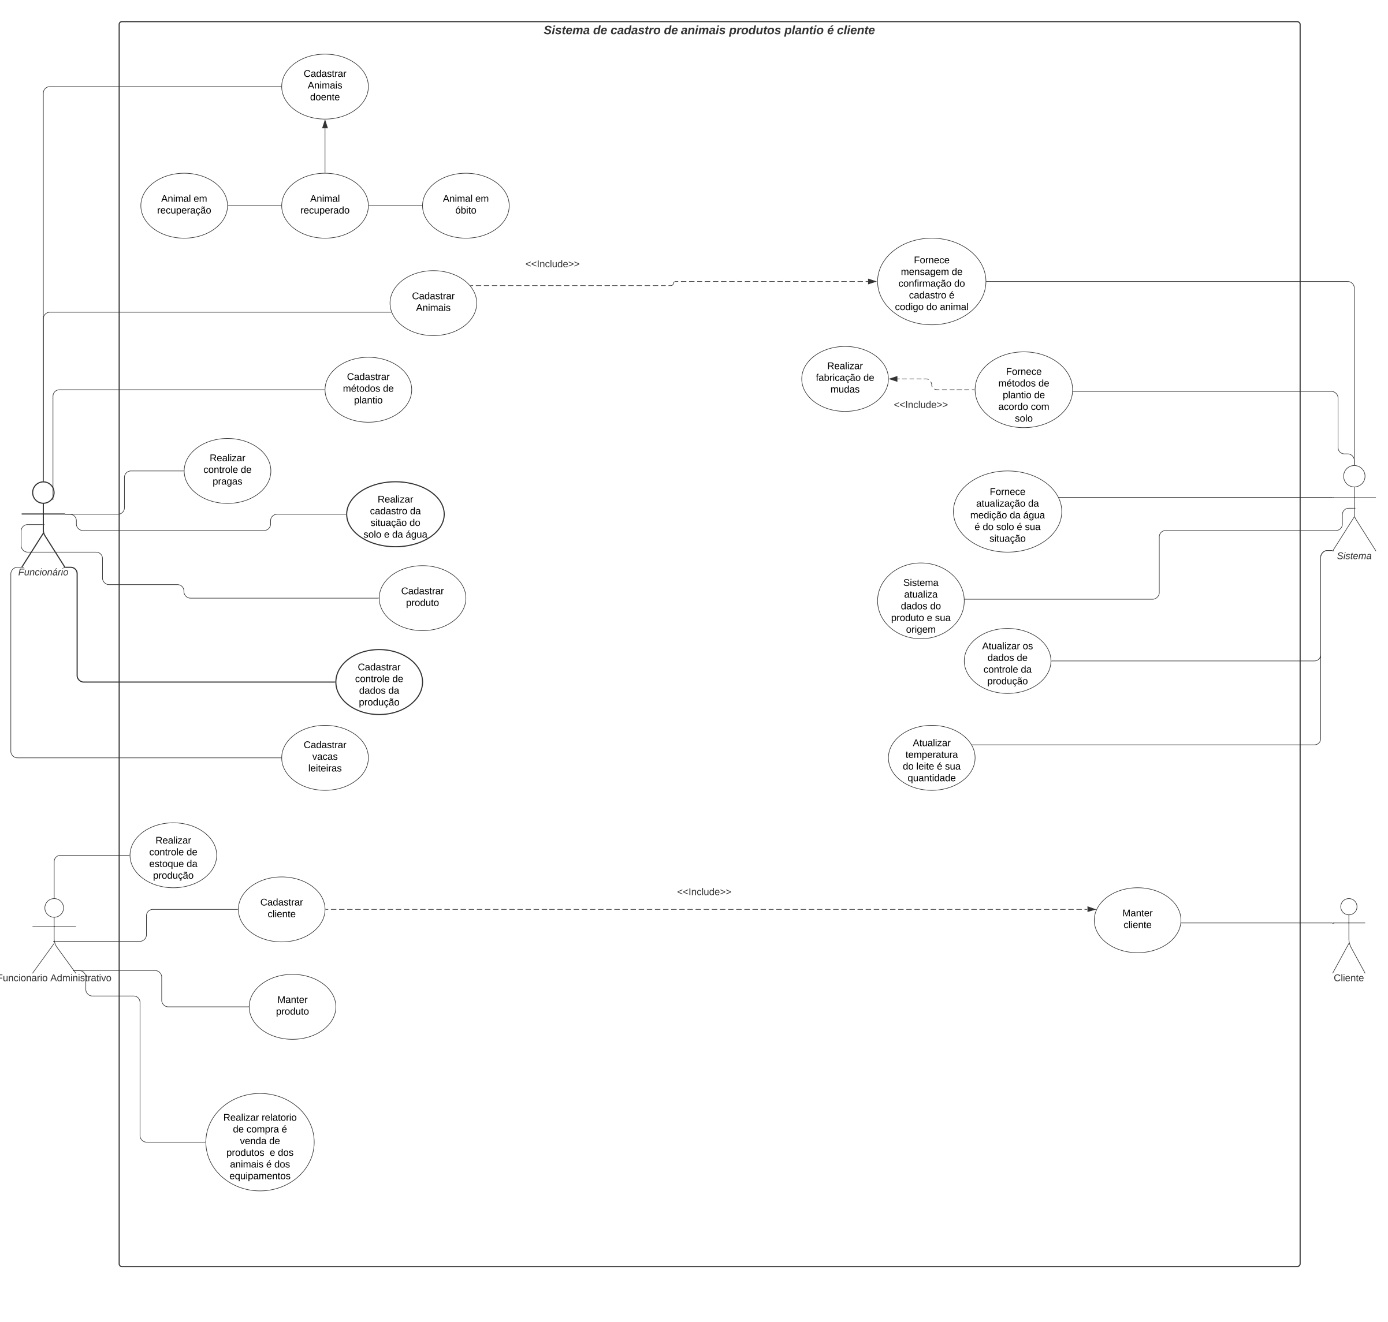 Sistema de cadastro de animais produtos plantio é cliente
Cadastrar
Animais
doente
Animal em
recuperação
Animal
recuperado
Animal em
óbito
<<Include>>
Cadastrar
Animais
Fornece
mensagem de
confirmação do
cadastro é
codigo do animal
Cadastrar
métodos de
plantio
Realizar
fabricação de
mudas
<<Include>>
Fornece
métodos de
plantio de
acordo com
solo
Realizar
controle de
pragas
Realizar
cadastro da
situação do
solo e da água
Fornece
atualização da
medição da água
é do solo é sua
situação
Funcionário
Sistema
Cadastrar
produto
Sistema
atualiza
dados do
produto e sua
origem
Atualizar os
dados de
controle da
produção
Cadastrar
controle de
dados da
produção
Cadastrar
vacas
leiteiras
Atualizar
temperatura
do leite é sua
quantidade
Realizar
controle de
estoque da
produção
Cadastrar
cliente
<<Include>>
Manter
cliente
Funcionario Administrativo
Cliente
Manter
produto
Realizar relatorio
de compra é
venda de
produtos e dos
animais é dos
equipamentos